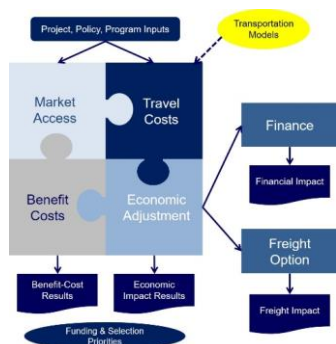 Project, Policy, Program Inputs
Transportation
Models
Market
Access
Travel
Costs
Finance
Financial Impact
Benefit
Costs
Economic
Adjustment
Freight
Option
Freight Impact
Benefit-Cost
Results
Economic
Impact Results
Funding & Selection
Priorities